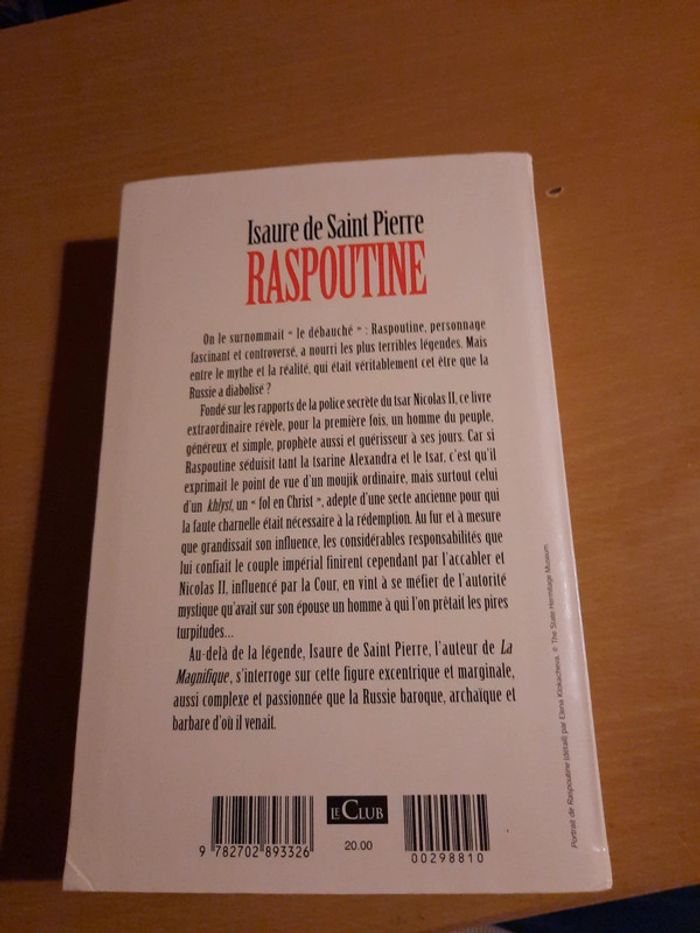 Isaure de Saint Pierre
RASPOUTINE
On le surnommait " le débauché " : Raspoutine, personnage
fascinant et controversé, a nourri les plus terribles légendes. Mais
entre le mythe et la réalité, qui était véritablement cet être que la
Russie a diabolisé ?
Fondé sur les rapports de la police secrète du tsar Nicolas II, ce livre
extraordinaire révèle, pour la première fois, un homme du peuple,
généreux et simple, prophète aussi et guérisseur à ses jours. Car si
Raspoutine séduisit tant la tsarine Alexandra et le tsar, c'est qu'il
exprimait le point de vue d'un moujik ordinaire, mais surtout celui
d'un khlyst, un " fol en Christ ", adepte d'une secte ancienne pour qui
la faute charnelle était nécessaire à la rédemption. Au fur et à mesure
que grandissait son influence, les considérables responsabilités que
lui confiait le couple impérial finirent cependant par l'accabler et
Nicolas II, influencé par la Cour, en vint à se méfier de l'autorité
mystique qu'avait sur son épouse un homme à qui l'on prêtait les pires
turpitudes...
Au-delà de la légende, Isaure de Saint Pierre, l'auteur de La
Magnifique, s'interroge sur cette figure excentrique et marginale,
aussi complexe et passionnée que la Russie baroque, archaïque et
barbare d'où il venait.
Portrait de Raspoutine (détail) par Elena Klokacheva. © The State Hermitage Museum.
LE CLUB
9 782702 893326
20.00
00298810